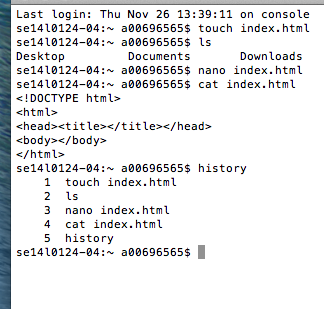 Last login: Thu Nov 26 13:39:11 on console
se14l0124-04:~ a00696565$ touch index.html
se14l0124-04:~ a00696565$ ls
Desktop Documents Downloads
se14l0124-04:~ a00696565$ nano index.html
se14l0124-04:~ a00696565$ cat index.html
<!DOCTYPE html>
<html>
<head><title></title></head>
<body></body>
</html>
se14l0124-04:~ a00696565$ history
1 touch index.html
2 ls
3 nano index.html
4 cat index.html
5 history
se14l0124-04:~ a00696565$